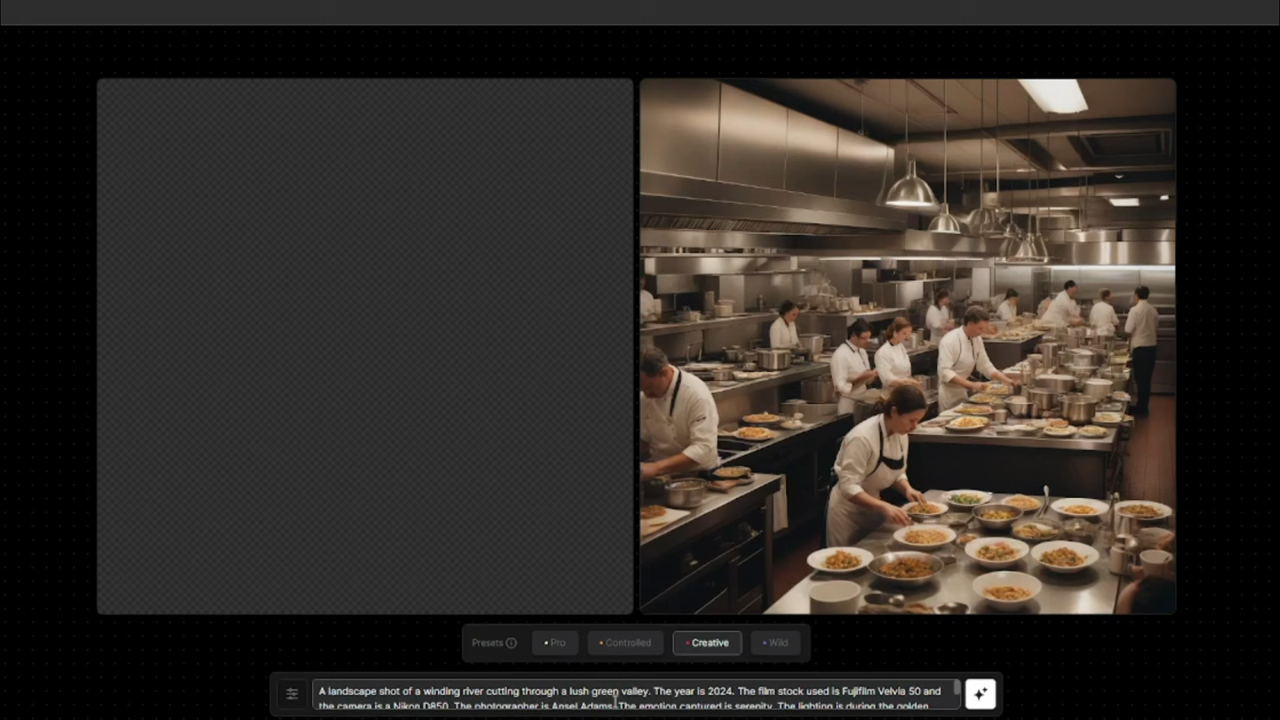 Presets
Pro
Controlled
Creative
Wild
A landscape shot of a winding river cutting through a lush green valley. The year is 2024. The film stock used is Fujifilm Velvia 50 and
the camera is a Nikon D850. The photographer is Ansel Adams. The emotion captured is serenity. The lighting is during the golden